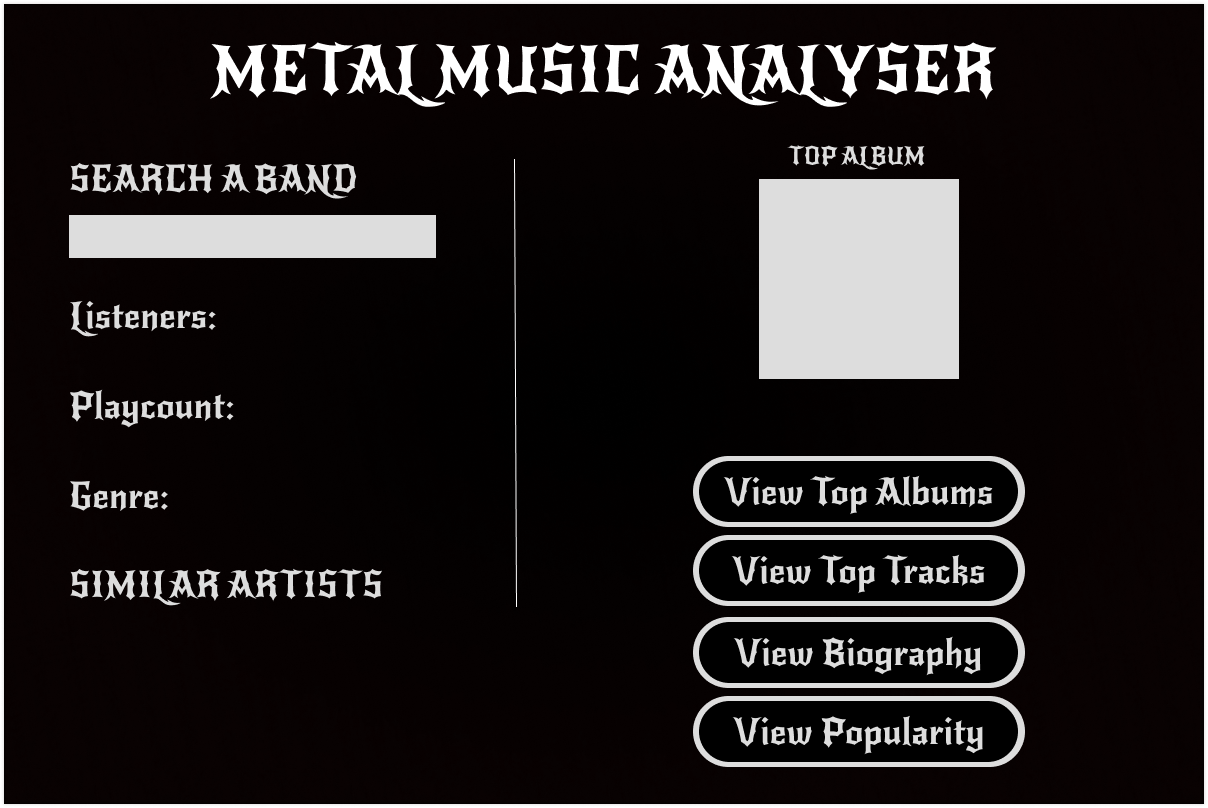 METAL MUSIC ANALYSER
SEARCH A BAND
Listeners:
Playcount:
Genre:
SIMILAR ARTISTS
TOP ALBUM
View Top Albums
View Top Tracks
View Biography
View Popularity